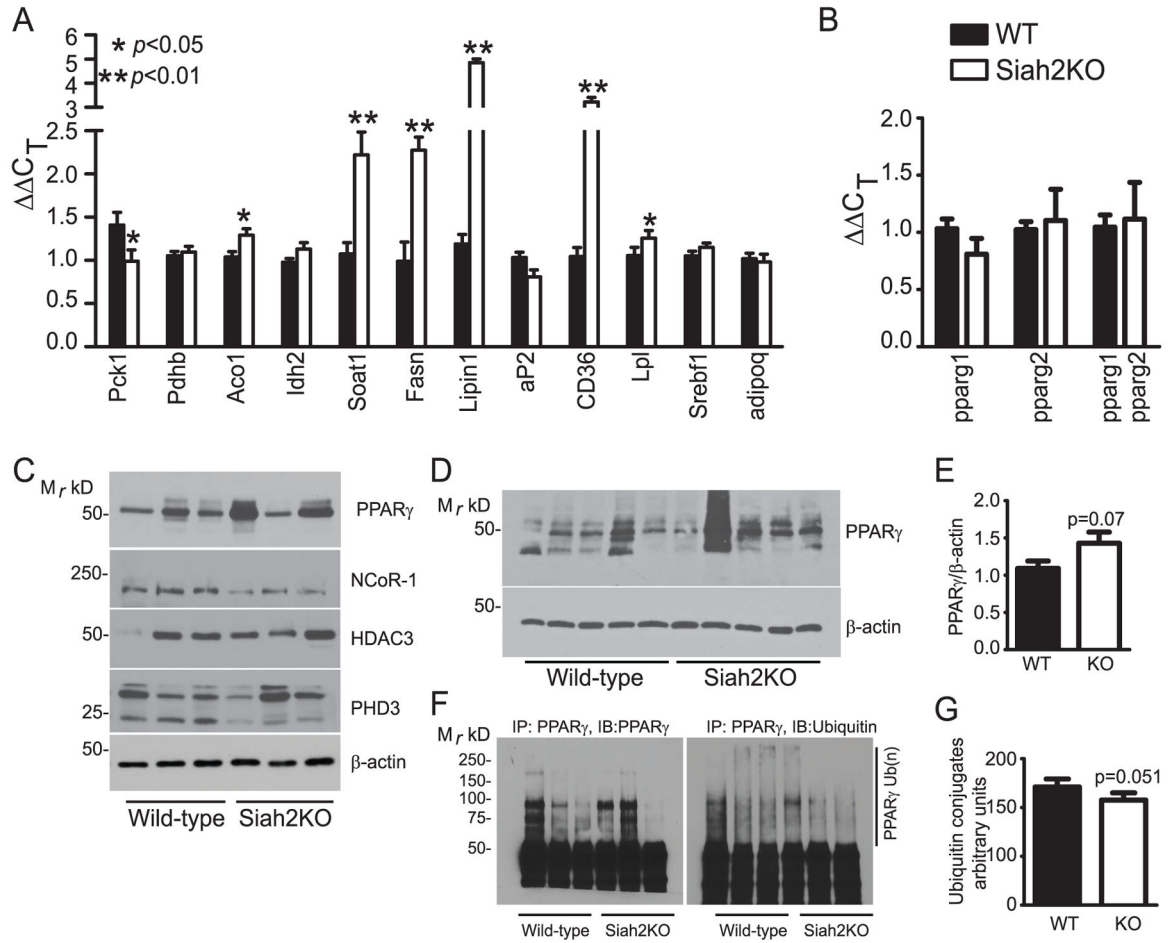 A
* p<0.05
** p<0.01
ΔΔCT
6
5
4
3
2.5
2.0
1.5
1.0
0.5
0.0
*
*
**
**
**
**
*
Pck1
Pdhb
Aco1
Idh2
Soat1
Fasn
Lipin1
aP2
CD36
Lpl
Srebf1
adipoq
B
WT
Siah2KO
ΔΔCT
2.0
1.5
1.0
0.5
0.0
pparg1
pparg2
pparg1
pparg2
C
Mr kD
50-
PPARγ
250-
NCoR-1
50-
HDAC3
PHD3
25-
50-
β-actin
Wild-type Siah2KO
D
Mr kD
50-
PPARγ
50-
β-actin
Wild-type Siah2KO
E
PPARγ/β-actin
2.0
1.5
1.0
0.5
0.0
p=0.07
WT KO
F
IP: PPARγ, IB:PPARγ IP: PPARγ, IB:Ubiquitin
Mr kD
250-
150-
100-
75-
50-
PPARγ Ub(n)
Wild-type Siah2KO Wild-type Siah2KO
G
Ubiquitin conjugates
arbitrary units
200
150
100
0
p=0.051
WT KO